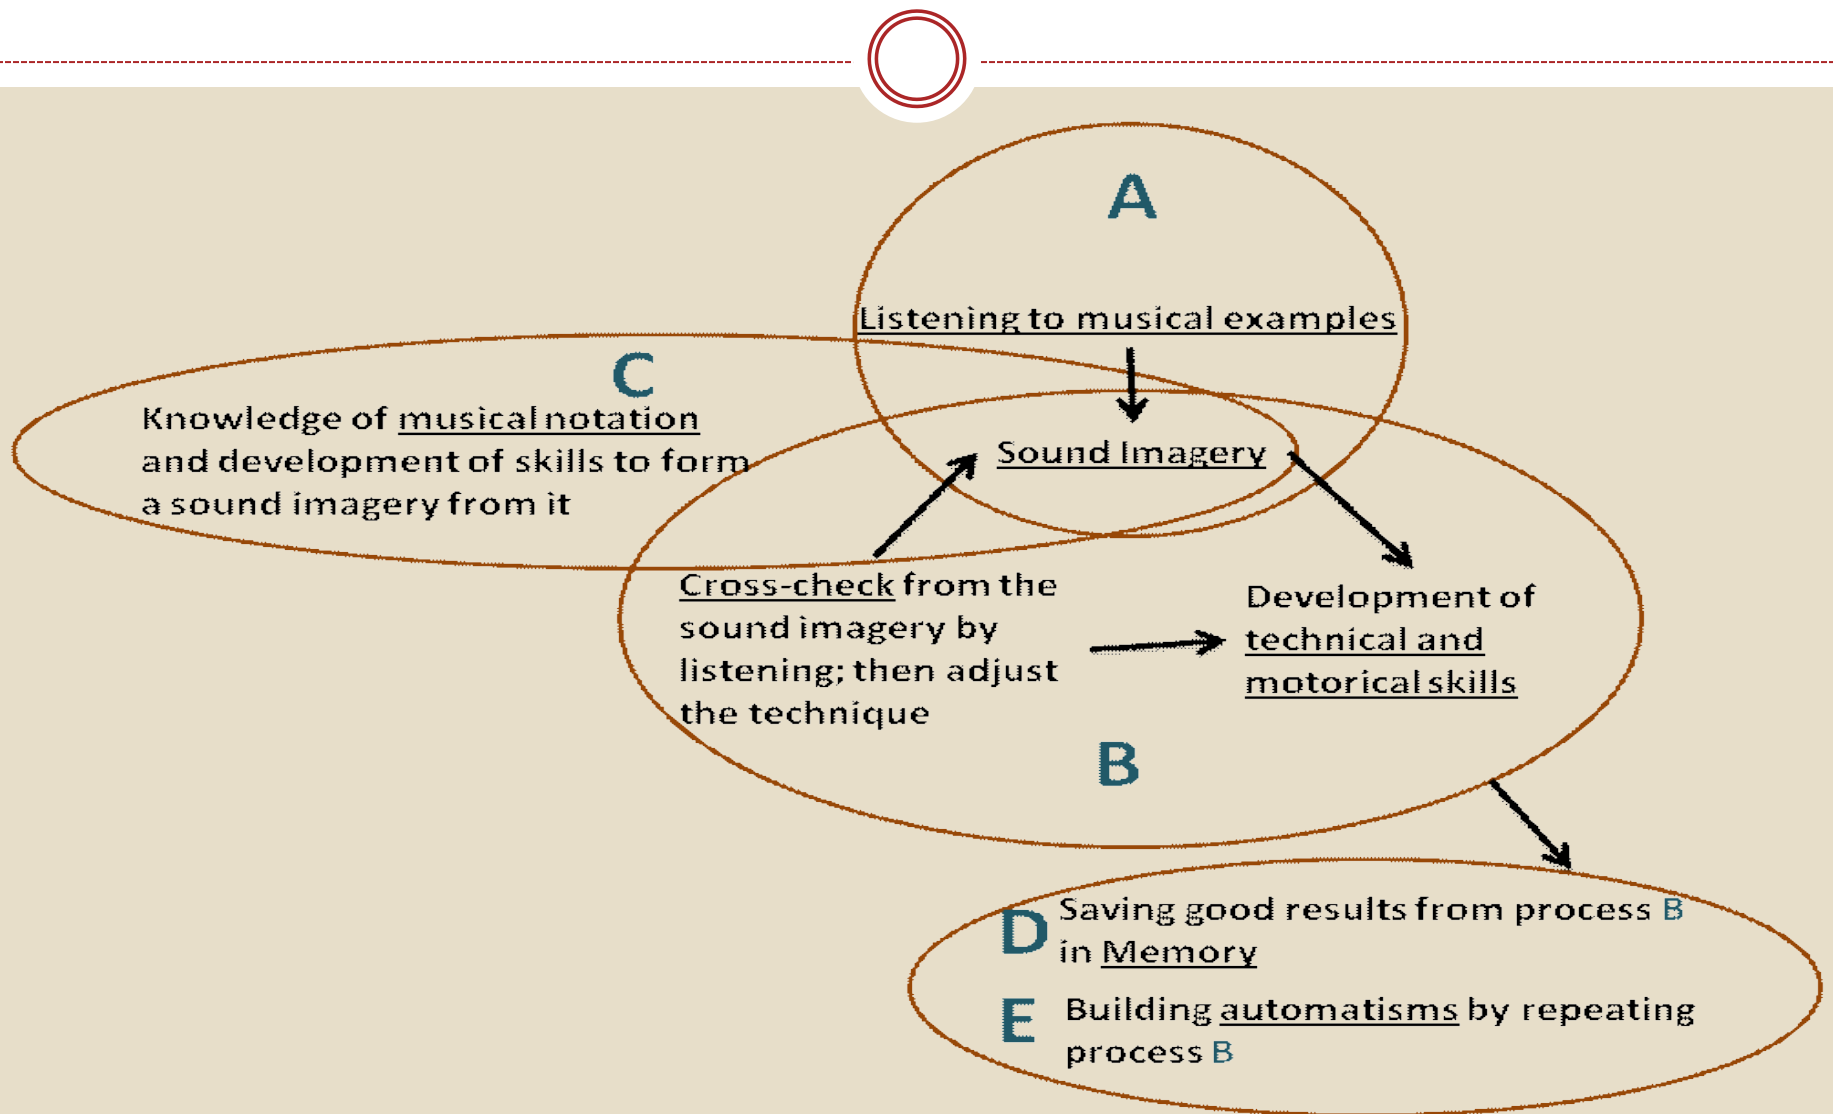 A
Listening to musical examples
C
Knowledge of musical notation
and development of skills to form
a sound imagery from it
Sound Imagery
Cross-check from the
sound imagery by
listening; then adjust
the technique
Development of
technical and
motorical skills
B
D
Saving good results from process B
in Memory
E
Building automatisms by repeating
process B